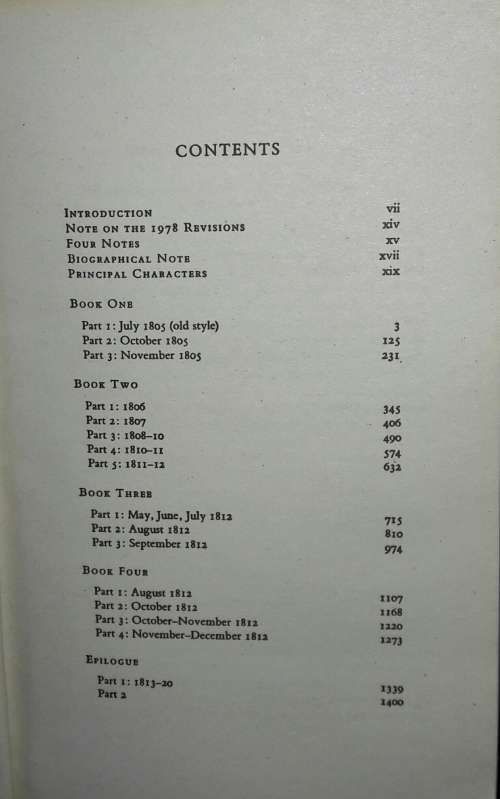 CONTENTS
INTRODUCTION vii
NOTE ON THE 1978 REVISIONS xiv
FOUR NOTES xv
BIOGRAPHICAL NOTE xvii
PRINCIPAL CHARACTERS xix
BOOK ONE
Part 1: July 1805 (old style) 3
Part 2: October 1805 125
Part 3: November 1805 231
BOOK TWO
Part 1: 1806 345
Part 2: 1807 406
Part 3: 1808–10 490
Part 4: 1810–11 574
Part 5: 1811–12 632
BOOK THREE
Part 1: May, June, July 1812 715
Part 2: August 1812 810
Part 3: September 1812 974
BOOK FOUR
Part 1: August 1812 1107
Part 2: October 1812 1168
Part 3: October–November 1812 1220
Part 4: November–December 1812 1273
EPILOGUE
Part 1: 1813–20 1339
Part 2 1400